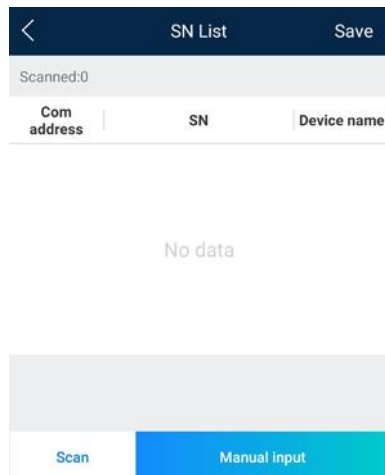 SN List Save
Scanned:0
Com address SN Device name
No data
Scan Manual input